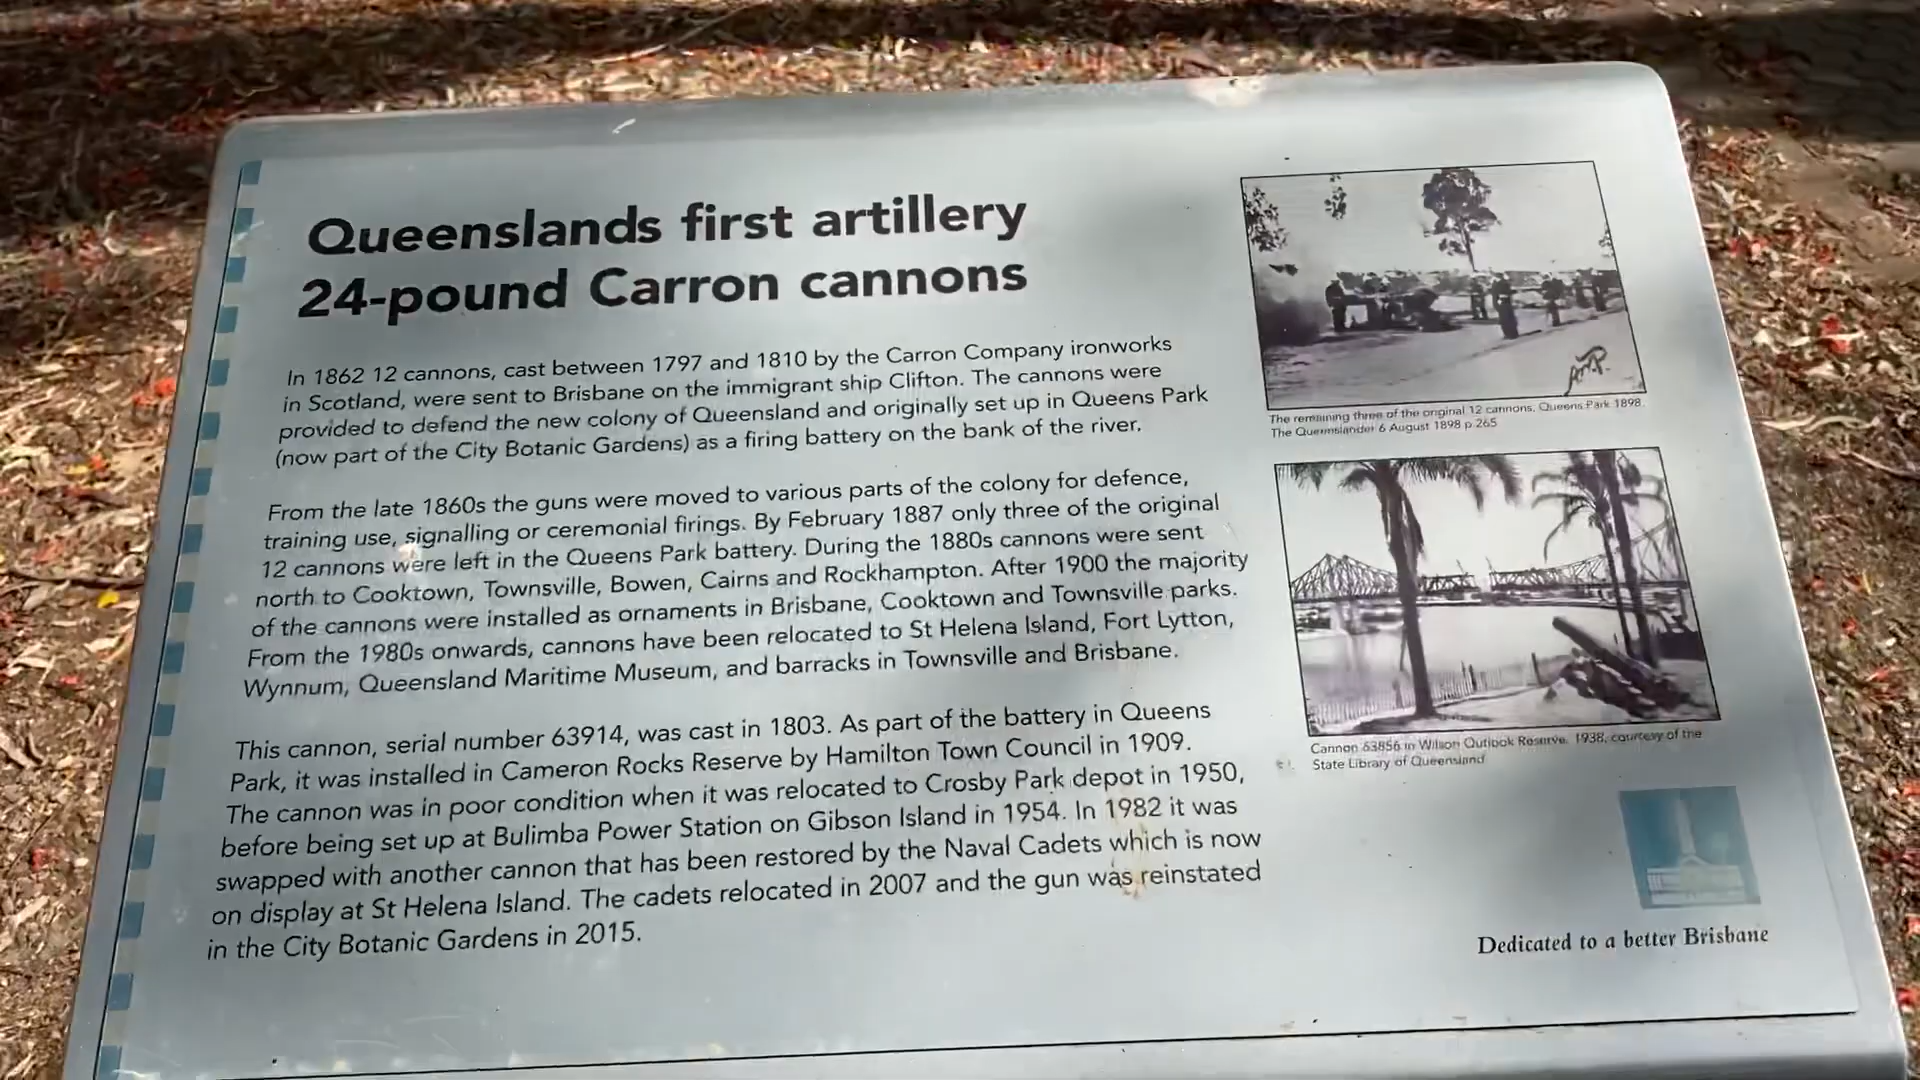 Queenslands first artillery
24-pound Carron cannons
In 1862 12 cannons, cast between 1797 and 1810 by the Carron Company ironworks
in Scotland, were sent to Brisbane on the immigrant ship Clifton. The cannons were
provided to defend the new colony of Queensland and originally set up in Queens Park
(now part of the City Botanic Gardens) as a firing battery on the bank of the river.
From the late 1860s the guns were moved to various parts of the colony for defence,
training use, signalling or ceremonial firings. By February 1887 only three of the original
12 cannons were left in the Queens Park battery. During the 1880s cannons were sent
north to Cooktown, Townsville, Bowen, Cairns and Rockhampton. After 1900 the majority
of the cannons were installed as ornaments in Brisbane, Cooktown and Townsville parks.
From the 1980s onwards, cannons have been relocated to St Helena Island, Fort Lytton,
Wynnum, Queensland Maritime Museum, and barracks in Townsville and Brisbane.
This cannon, serial number 63914, was cast in 1803. As part of the battery in Queens
Park, it was installed in Cameron Rocks Reserve by Hamilton Town Council in 1909.
The cannon was in poor condition when it was relocated to Crosby Park depot in 1950,
before being set up at Bulimba Power Station on Gibson Island in 1954. In 1982 it was
swapped with another cannon that has been restored by the Naval Cadets which is now
on display at St Helena Island. The cadets relocated in 2007 and the gun was reinstated
in the City Botanic Gardens in 2015.
The remaining three of the original 12 cannons, Queens Park 1898.
The Queenslander 6 August 1898 p.265
Cannon 63856 in Wilson Outlook Reserve, 1938, courtesy of the
State Library of Queensland
Dedicated to a better Brisbane